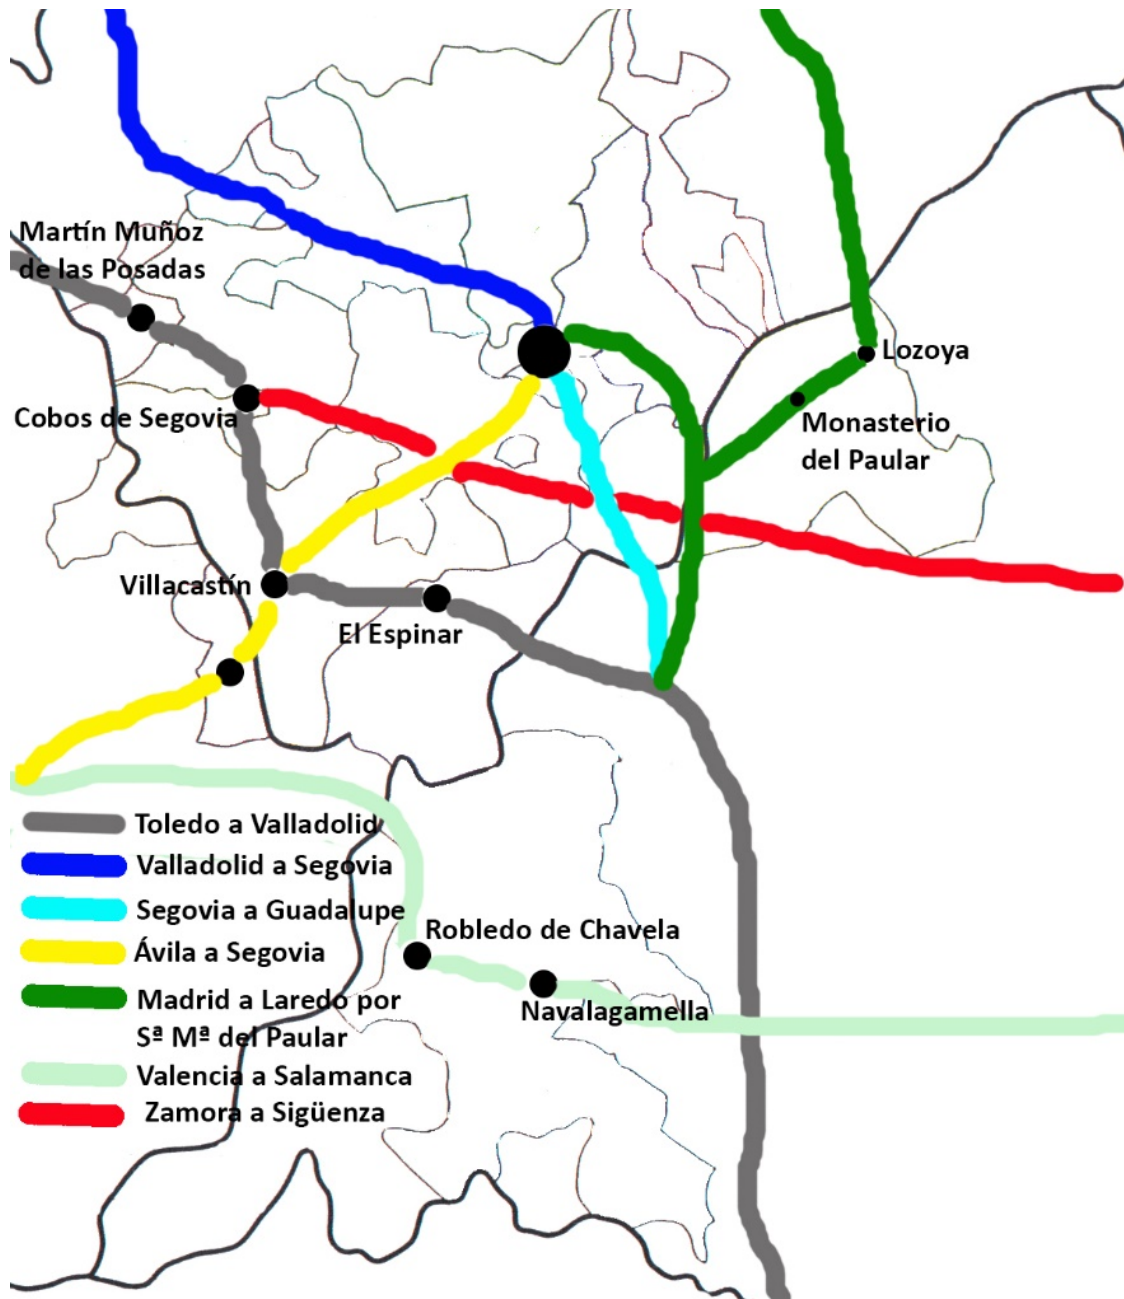 Martín Muñoz
de las Posadas
Lozoya
Cobos de Segovia
Monasterio
del Paular
Villacastín
El Espinar
Toledo a Valladolid
Valladolid a Segovia
Segovia a Guadalupe
Ávila a Segovia
Madrid a Laredo por
Sª Mª del Paular
Valencia a Salamanca
Zamora a Sigüenza
Robledo de Chavela
Navalagamella